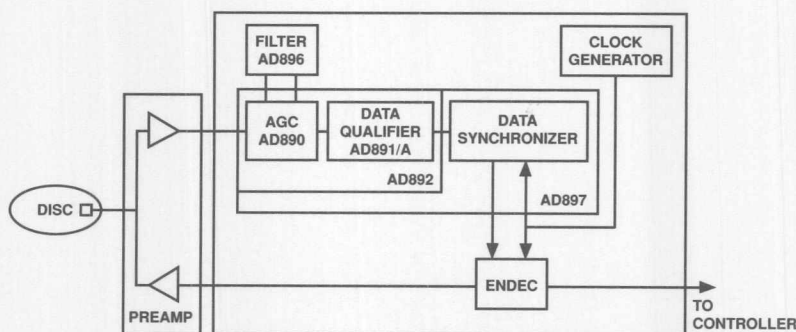 FILTER
AD896
CLOCK
GENERATOR
AGC
AD890
DATA
QUALIFIER
AD891/A
DATA
SYNCHRONIZER
AD892
AD897
DISC
ENDEC
PREAMP
TO
CONTROLLER